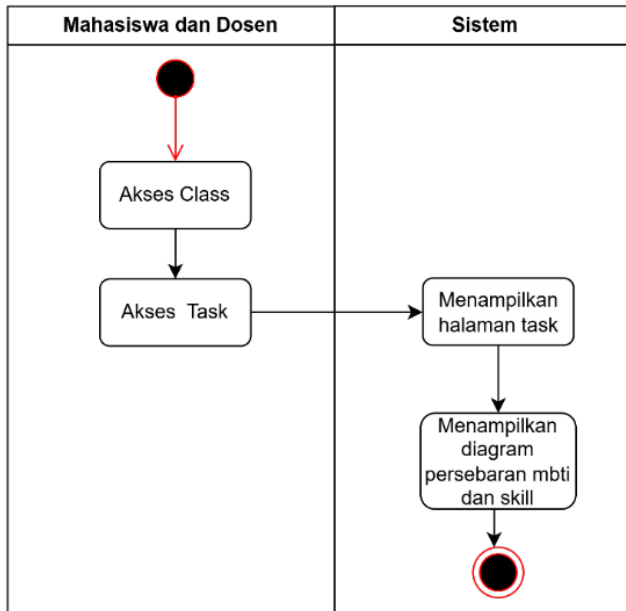 Mahasiswa dan Dosen
Sistem
Akses Class
Akses Task
Menampilkan
halaman task
Menampilkan
diagram
persebaran mbti
dan skill